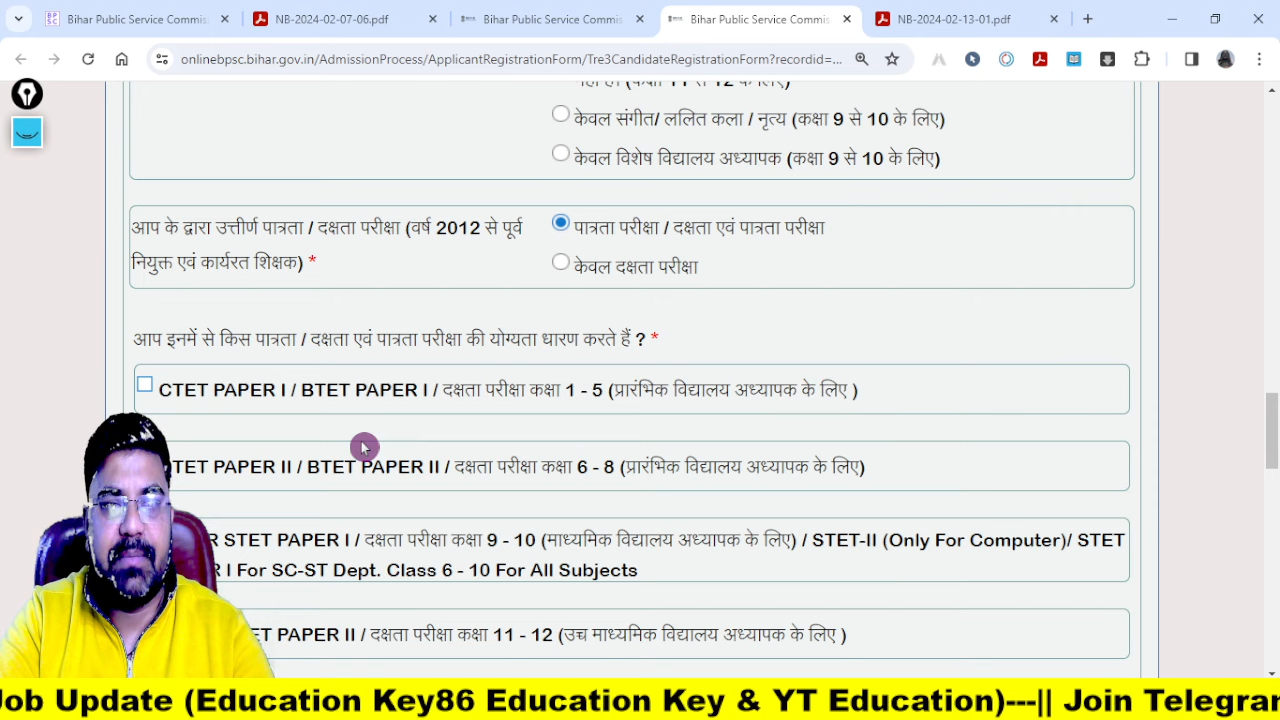 Bihar Public Service Commis
NB-2024-02-07-06.pdf
Bihar Public Service Commis
Bihar Public Service Commis
NB-2024-02-13-01.pdf
onlinebpsc.bihar.gov.in/AdmissionProcess/ApplicantRegistrationForm/Tre3CandidateRegistrationForm?recordid=...
केवल संगीत/ ललित कला / नृत्य (कक्षा 9 से 10 के लिए)
केवल विशेष विद्यालय अध्यापक (कक्षा 9 से 10 के लिए)
आप के द्वारा उत्तीर्ण पात्रता / दक्षता परीक्षा (वर्ष 2012 से पूर्व
नियुक्त एवं कार्यरत शिक्षक) *
पात्रता परीक्षा / दक्षता एवं पात्रता परीक्षा
केवल दक्षता परीक्षा
आप इनमें से किस पात्रता / दक्षता एवं पात्रता परीक्षा की योग्यता धारण करते हैं ? *
CTET PAPER I / BTET PAPER I / दक्षता परीक्षा कक्षा 1 - 5 (प्रारंभिक विद्यालय अध्यापक के लिए )
TET PAPER II / BTET PAPER II / दक्षता परीक्षा कक्षा 6 - 8 (प्रारंभिक विद्यालय अध्यापक के लिए)
R STET PAPER I / दक्षता परीक्षा कक्षा 9 - 10 (माध्यमिक विद्यालय अध्यापक के लिए) / STET-II (Only For Computer)/ STET
I For SC-ST Dept. Class 6 - 10 For All Subjects
ET PAPER II / दक्षता परीक्षा कक्षा 11 - 12 (उच्च माध्यमिक विद्यालय अध्यापक के लिए )
Job Update (Education Key86 Education Key & YT Education)---|| Join Telegra